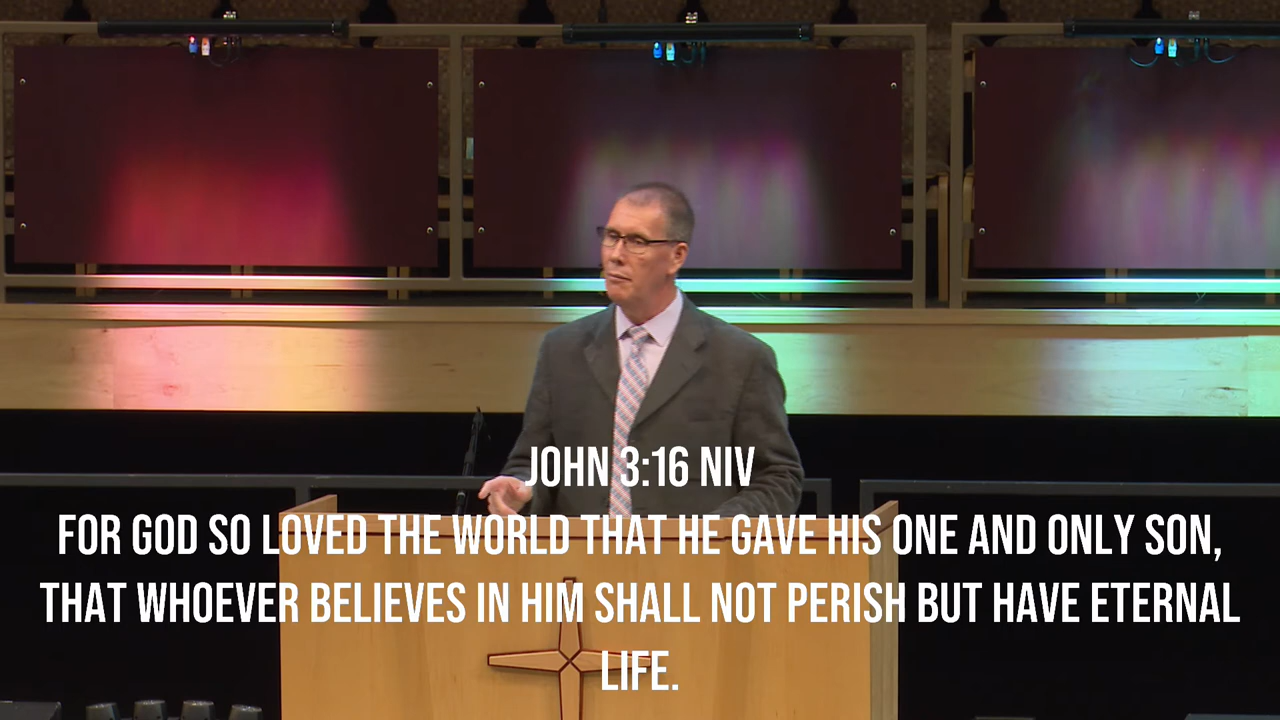 JOHN 3:16 NIV
FOR GOD SO LOVED THE WORLD THAT HE GAVE HIS ONE AND ONLY SON,
THAT WHOEVER BELIEVES IN HIM SHALL NOT PERISH BUT HAVE ETERNAL
LIFE.